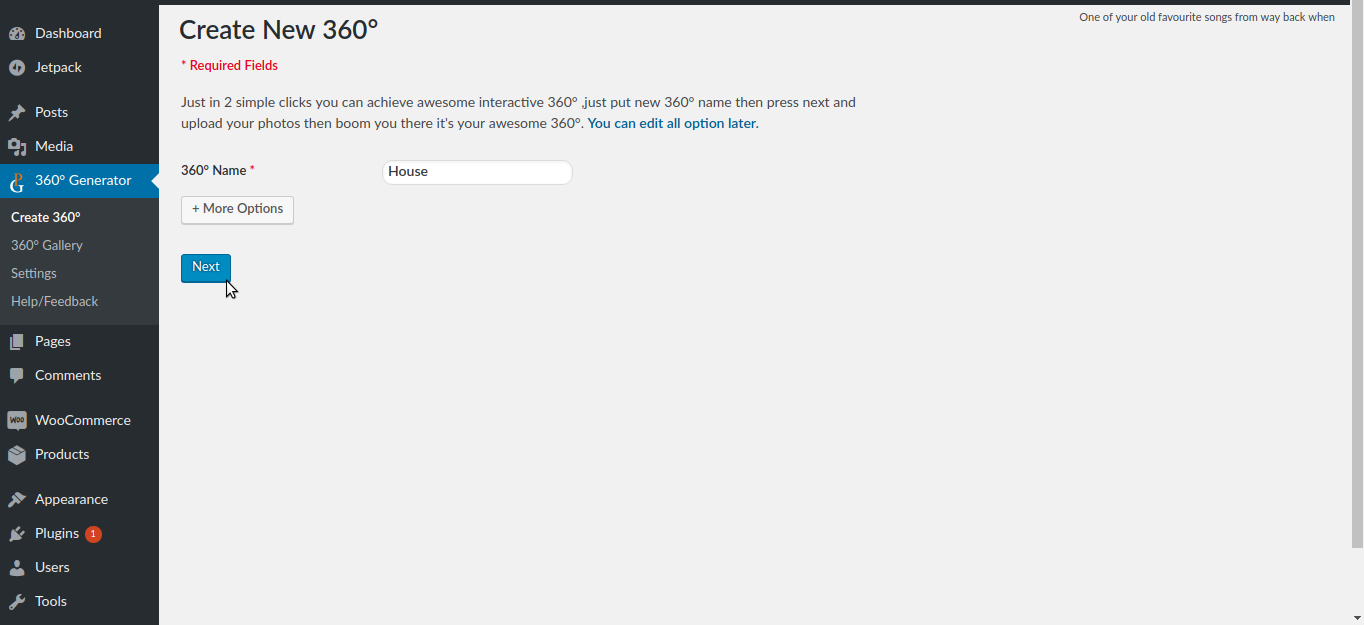 Dashboard
Jetpack
Posts
Media
360° Generator
Create 360°
360° Gallery
Settings
Help/Feedback
Pages
Comments
WooCommerce
Products
Appearance
Plugins 1
Users
Tools
One of your old favourite songs from way back when
Create New 360°
* Required Fields
Just in 2 simple clicks you can achieve awesome interactive 360° ,just put new 360° name then press next and
upload your photos then boom you there it's your awesome 360°. You can edit all option later.
360° Name *
House
+ More Options
Next